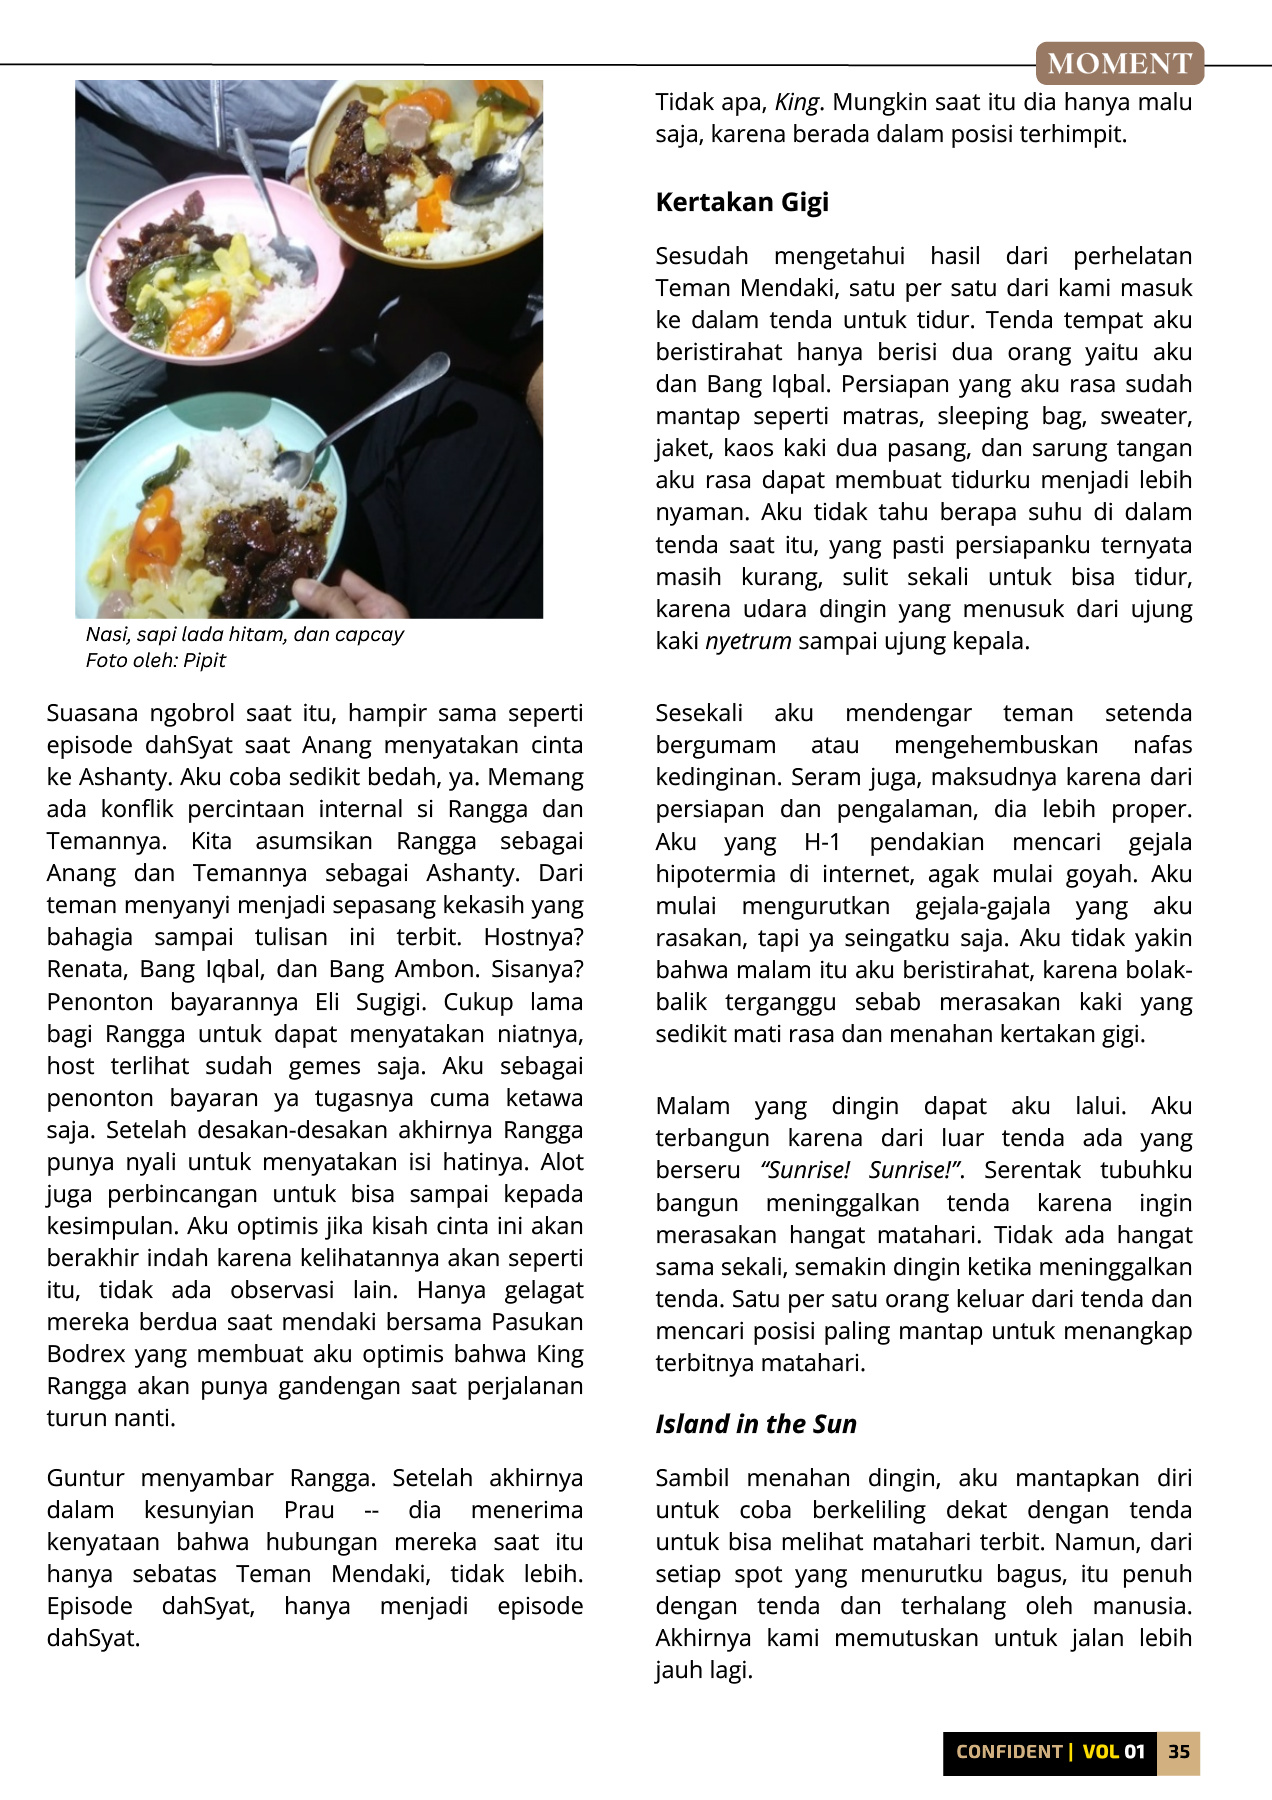 MOMENT
Nasi, sapi lada hitam, dan capcay
Foto oleh: Pipit
Suasana ngobrol saat itu, hampir sama seperti
episode dahSyat saat Anang menyatakan cinta
ke Ashanty. Aku coba sedikit bedah, ya. Memang
ada konflik percintaan internal si Rangga dan
Temannya. Kita asumsikan Rangga sebagai
Anang dan Temannya sebagai Ashanty. Dari
teman menyanyi menjadi sepasang kekasih yang
bahagia sampai tulisan ini terbit. Hostnya?
Renata, Bang Iqbal, dan Bang Ambon. Sisanya?
Penonton bayarannya Eli Sugigi. Cukup lama
bagi Rangga untuk dapat menyatakan niatnya,
host terlihat sudah gemes saja. Aku sebagai
penonton bayaran ya tugasnya cuma ketawa
saja. Setelah desakan-desakan akhirnya Rangga
punya nyali untuk menyatakan isi hatinya. Alot
juga perbincangan untuk bisa sampai kepada
kesimpulan. Aku optimis jika kisah cinta ini akan
berakhir indah karena kelihatannya akan seperti
itu, tidak ada observasi lain. Hanya gelagat
mereka berdua saat mendaki bersama Pasukan
Bodrex yang membuat aku optimis bahwa King
Rangga akan punya gandengan saat perjalanan
turun nanti.
Guntur menyambar Rangga. Setelah akhirnya
dalam kesunyian Prau -- dia menerima
kenyataan bahwa hubungan mereka saat itu
hanya sebatas Teman Mendaki, tidak lebih.
Episode dahSyat, hanya menjadi episode
dahSyat.
Tidak apa, King. Mungkin saat itu dia hanya malu
saja, karena berada dalam posisi terhimpit.
Kertakan Gigi
Sesudah mengetahui hasil dari perhelatan
Teman Mendaki, satu per satu dari kami masuk
ke dalam tenda untuk tidur. Tenda tempat aku
beristirahat hanya berisi dua orang yaitu aku
dan Bang Iqbal. Persiapan yang aku rasa sudah
mantap seperti matras, sleeping bag, sweater,
jaket, kaos kaki dua pasang, dan sarung tangan
aku rasa dapat membuat tidurku menjadi lebih
nyaman. Aku tidak tahu berapa suhu di dalam
tenda saat itu, yang pasti persiapanku ternyata
masih kurang, sulit sekali untuk bisa tidur,
karena udara dingin yang menusuk dari ujung
kaki nyetrum sampai ujung kepala.
Sesekali aku mendengar teman setenda
bergumam atau mengehembuskan nafas
kedinginan. Seram juga, maksudnya karena dari
persiapan dan pengalaman, dia lebih proper.
Aku yang H-1 pendakian mencari gejala
hipotermia di internet, agak mulai goyah. Aku
mulai mengurutkan gejala-gajala yang aku
rasakan, tapi ya seingatku saja. Aku tidak yakin
bahwa malam itu aku beristirahat, karena bolak-
balik terganggu sebab merasakan kaki yang
sedikit mati rasa dan menahan kertakan gigi.
Malam yang dingin dapat aku lalui. Aku
terbangun karena dari luar tenda ada yang
berseru “Sunrise! Sunrise!”. Serentak tubuhku
bangun meninggalkan tenda karena ingin
merasakan hangat matahari. Tidak ada hangat
sama sekali, semakin dingin ketika meninggalkan
tenda. Satu per satu orang keluar dari tenda dan
mencari posisi paling mantap untuk menangkap
terbitnya matahari.
Island in the Sun
Sambil menahan dingin, aku mantapkan diri
untuk coba berkeliling dekat dengan tenda
untuk bisa melihat matahari terbit. Namun, dari
setiap spot yang menurutku bagus, itu penuh
dengan tenda dan terhalang oleh manusia.
Akhirnya kami memutuskan untuk jalan lebih
jauh lagi.
CONFIDENT | VOL 01 35